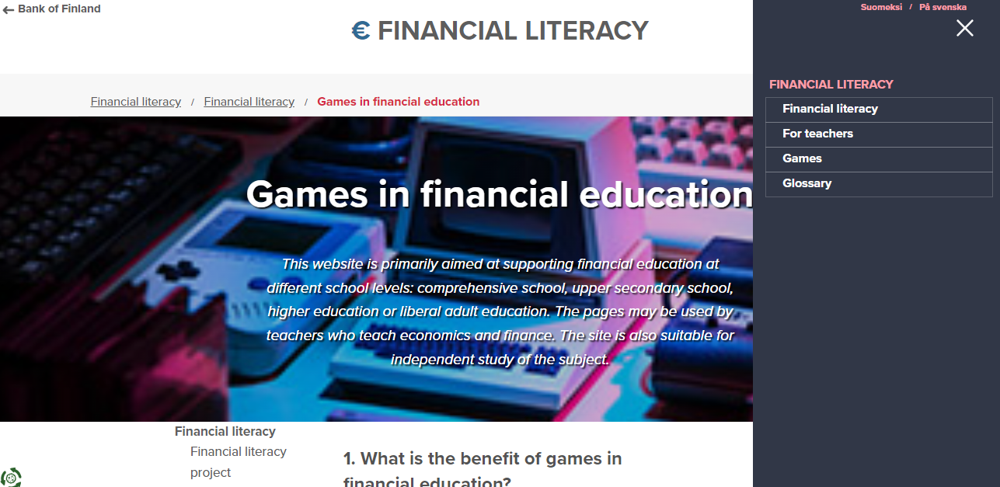 Bank of Finland
€ FINANCIAL LITERACY
Suomeksi / På svenska
Financial literacy / Financial literacy / Games in financial education
FINANCIAL LITERACY
Financial literacy
For teachers
Games
Glossary
Games in financial education
This website is primarily aimed at supporting financial education at
different school levels: comprehensive school, upper secondary school,
higher education or liberal adult education. The pages may be used by
teachers who teach economics and finance. The site is also suitable for
independent study of the subject.
Financial literacy
Financial literacy
project
1. What is the benefit of games in
financial education?